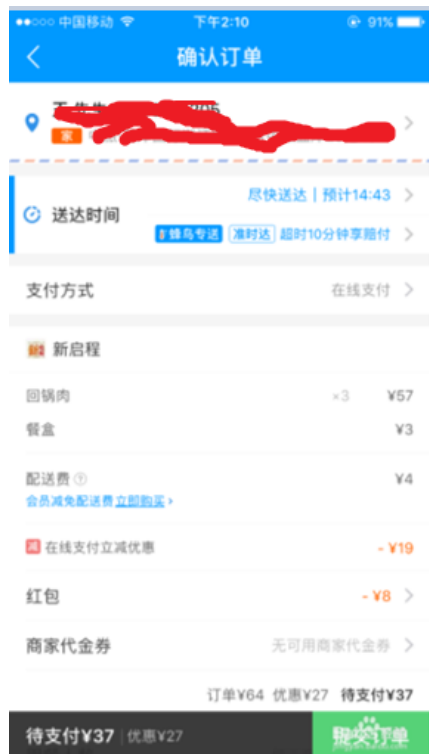 中国移动 下午2:10 91%
确认订单
家
尽快送达 | 预计14:43
送达时间
蜂鸟专送 准时达 超时10分钟享赔付
支付方式 在线支付
新启程
回锅肉 ×3 ¥57
餐盒 ¥3
配送费 ? ¥4
会员减免配送费 立即购买
减 在线支付立减优惠 - ¥19
红包 - ¥8
商家代金券 无可用商家代金券
订单¥64 优惠¥27 待支付¥37
待支付¥37 | 优惠¥27 提交订单